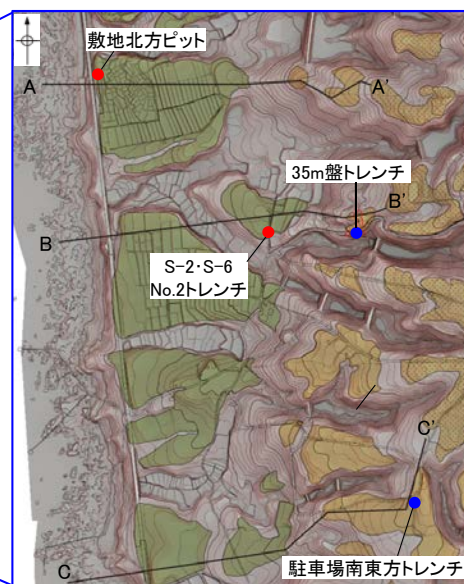 敷地北方ピット
A
A'
35m盤トレンチ
B'
B
S-2・S-6
No.2トレンチ
C'
駐車場南東方トレンチ
C